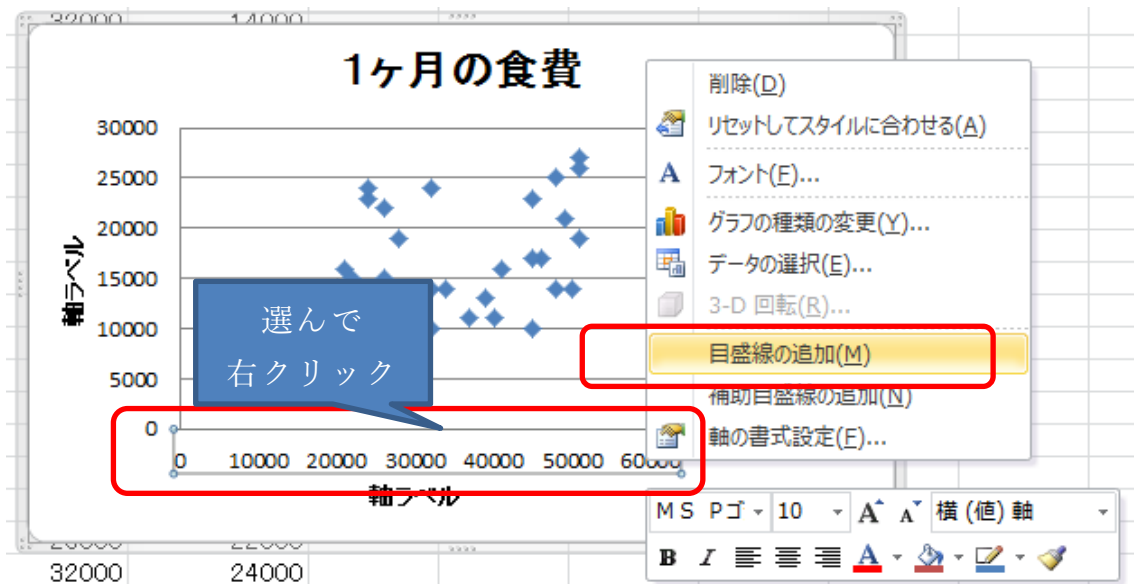 32000 14000
1ヶ月の食費
30000
25000
20000
15000
10000
5000
0
軸ラベル
0 10000 20000 30000 40000 50000 60000
軸ラベル
選んで
右クリック
削除(D)
リセットしてスタイルに合わせる(A)
フォント(F)...
グラフの種類の変更(Y)...
データの選択(E)...
3-D 回転(R)...
目盛線の追加(M)
補助目盛線の追加(N)
軸の書式設定(F)...
MS Pゴ 10 A A 横 (値) 軸
B I A
32000 24000